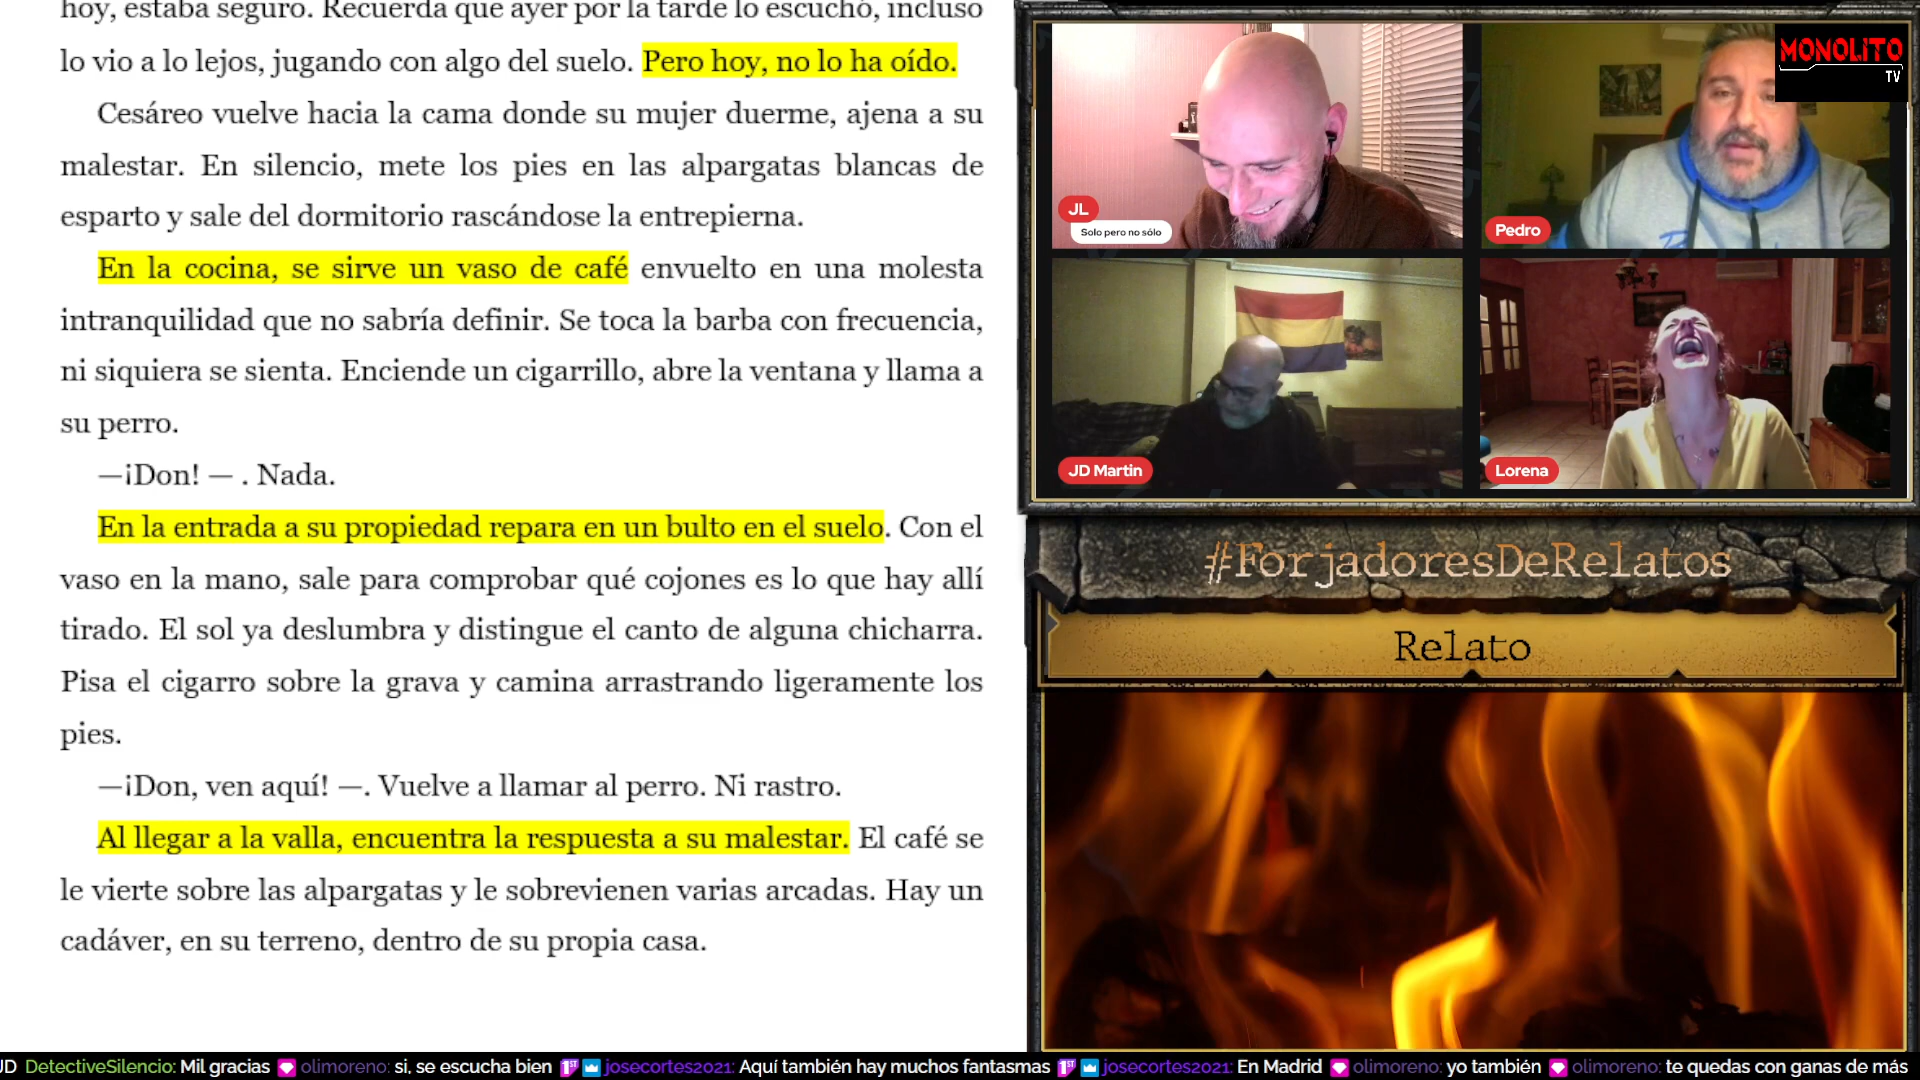 hoy, estaba seguro. Recuerda que ayer por la tarde lo escuchó, incluso
lo vio a lo lejos, jugando con algo del suelo. Pero hoy, no lo ha oído.
Cesáreo vuelve hacia la cama donde su mujer duerme, ajena a su
malestar. En silencio, mete los pies en las alpargatas blancas de
esparto y sale del dormitorio rascándose la entrepierna.
En la cocina, se sirve un vaso de café envuelto en una molesta
intranquilidad que no sabría definir. Se toca la barba con frecuencia,
ni siquiera se sienta. Enciende un cigarrillo, abre la ventana y llama a
su perro.
—¡Don! — . Nada.
En la entrada a su propiedad repara en un bulto en el suelo. Con el
vaso en la mano, sale para comprobar qué cojones es lo que hay allí
tirado. El sol ya deslumbra y distingue el canto de alguna chicharra.
Pisa el cigarro sobre la grava y camina arrastrando ligeramente los
pies.
—¡Don, ven aquí! —. Vuelve a llamar al perro. Ni rastro.
Al llegar a la valla, encuentra la respuesta a su malestar. El café se
le vierte sobre las alpargatas y le sobrevienen varias arcadas. Hay un
cadáver, en su terreno, dentro de su propia casa.
MONOLITO
TV
JL
Solo pero no sólo
Pedro
JD Martin
Lorena
#ForjadoresDeRelatos
Relato
JD DetectiveSilencio: Mil gracias olimoreno: si, se escucha bien 1ST josecortes2021: Aquí también hay muchos fantasmas 1ST josecortes2021: En Madrid olimoreno: yo también olimoreno: te quedas con ganas de más